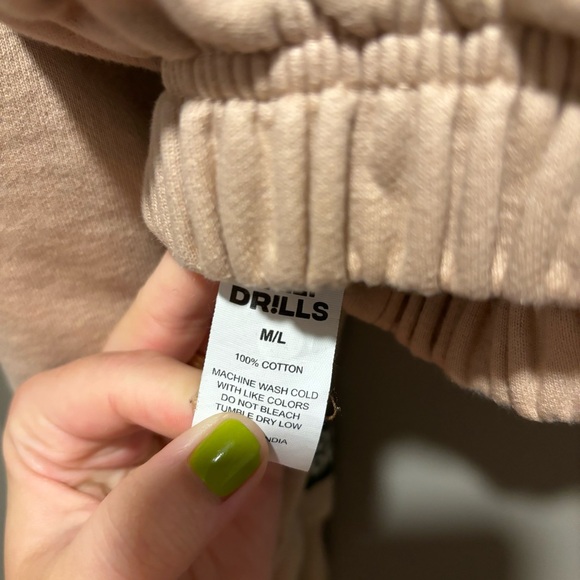 DR!LLS
M/L
100% COTTON
MACHINE WASH COLD
WITH LIKE COLORS
DO NOT BLEACH
TUMBLE DRY LOW